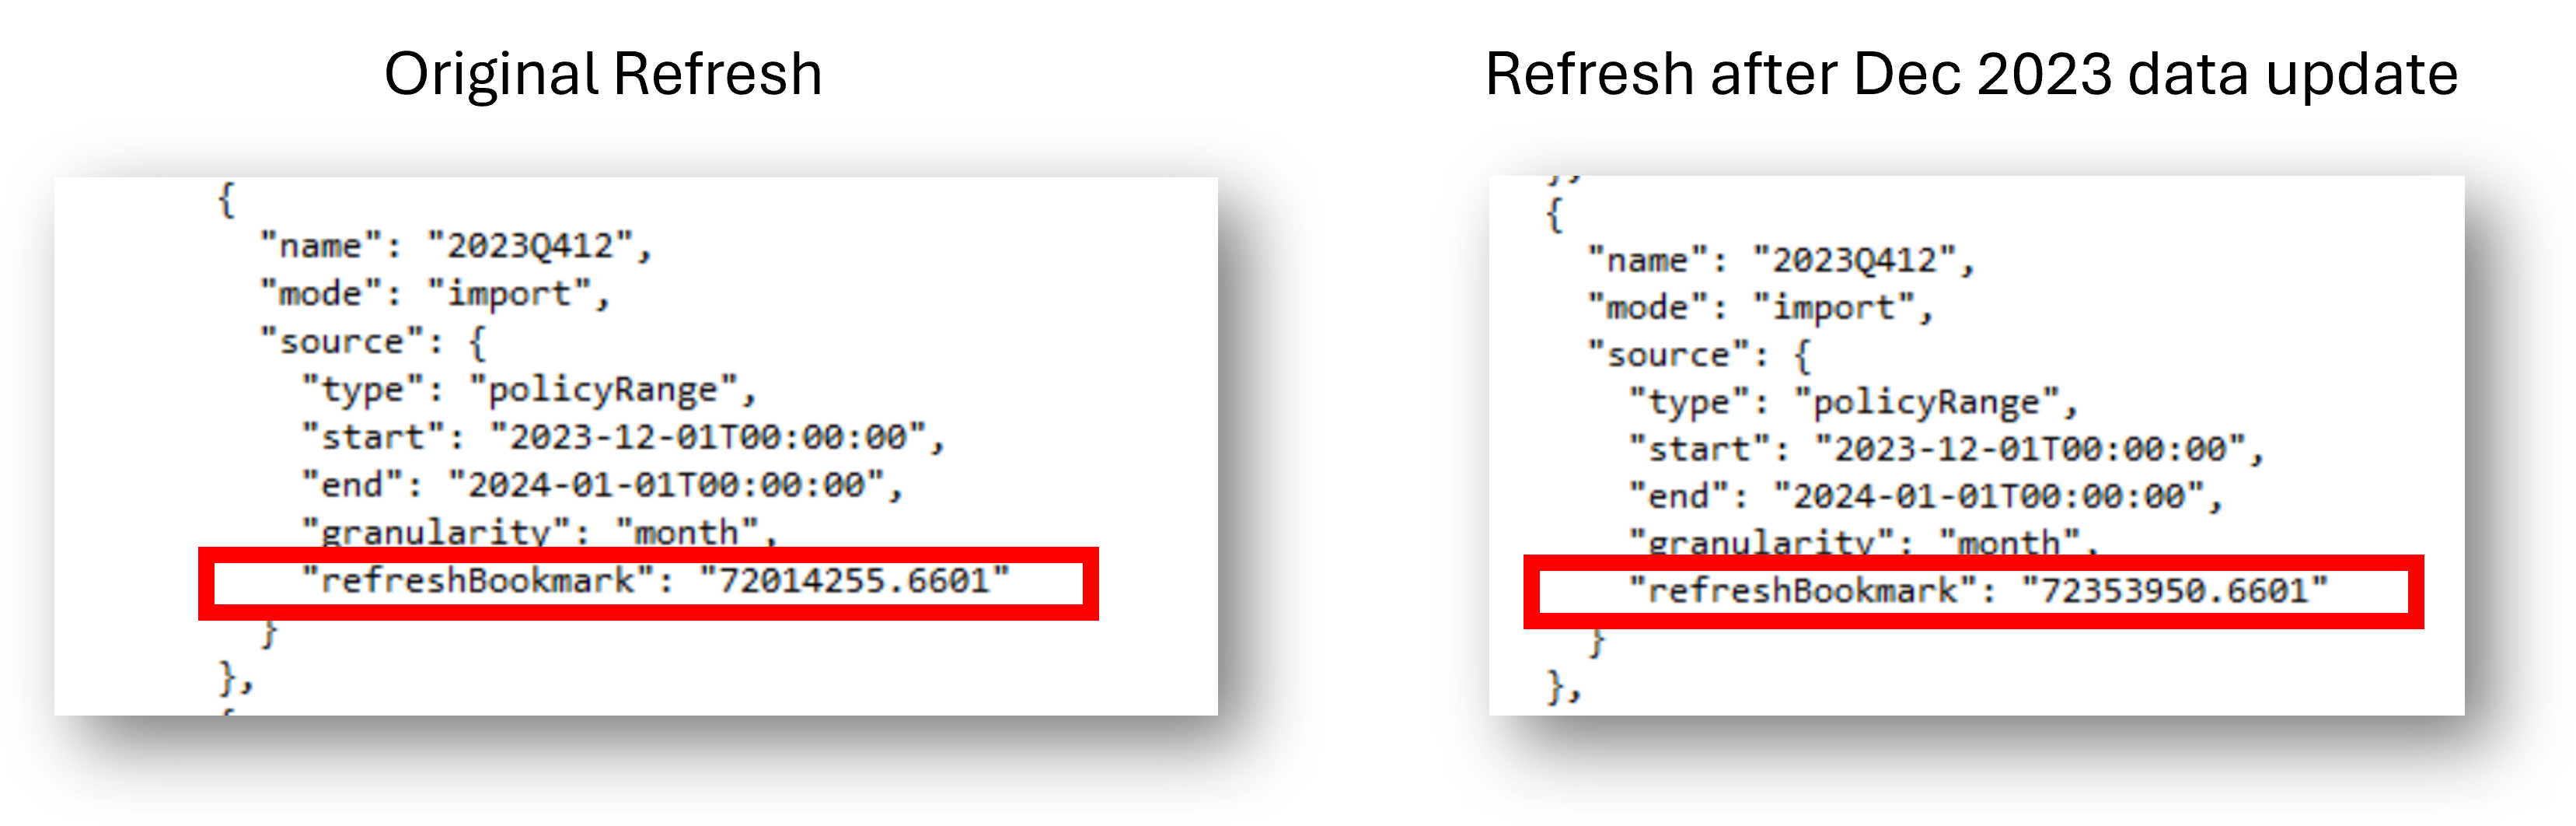 Original Refresh
{
"name": "2023Q412",
"mode": "import",
"source": {
"type": "policyRange",
"start": "2023-12-01T00:00:00",
"end": "2024-01-01T00:00:00",
"granularity": "month",
"refreshBookmark": "72014255.6601"
}
},
{
Refresh after Dec 2023 data update
},
{
"name": "2023Q412",
"mode": "import",
"source": {
"type": "policyRange",
"start": "2023-12-01T00:00:00",
"end": "2024-01-01T00:00:00",
"granularity": "month",
"refreshBookmark": "72353950.6601"
}
},